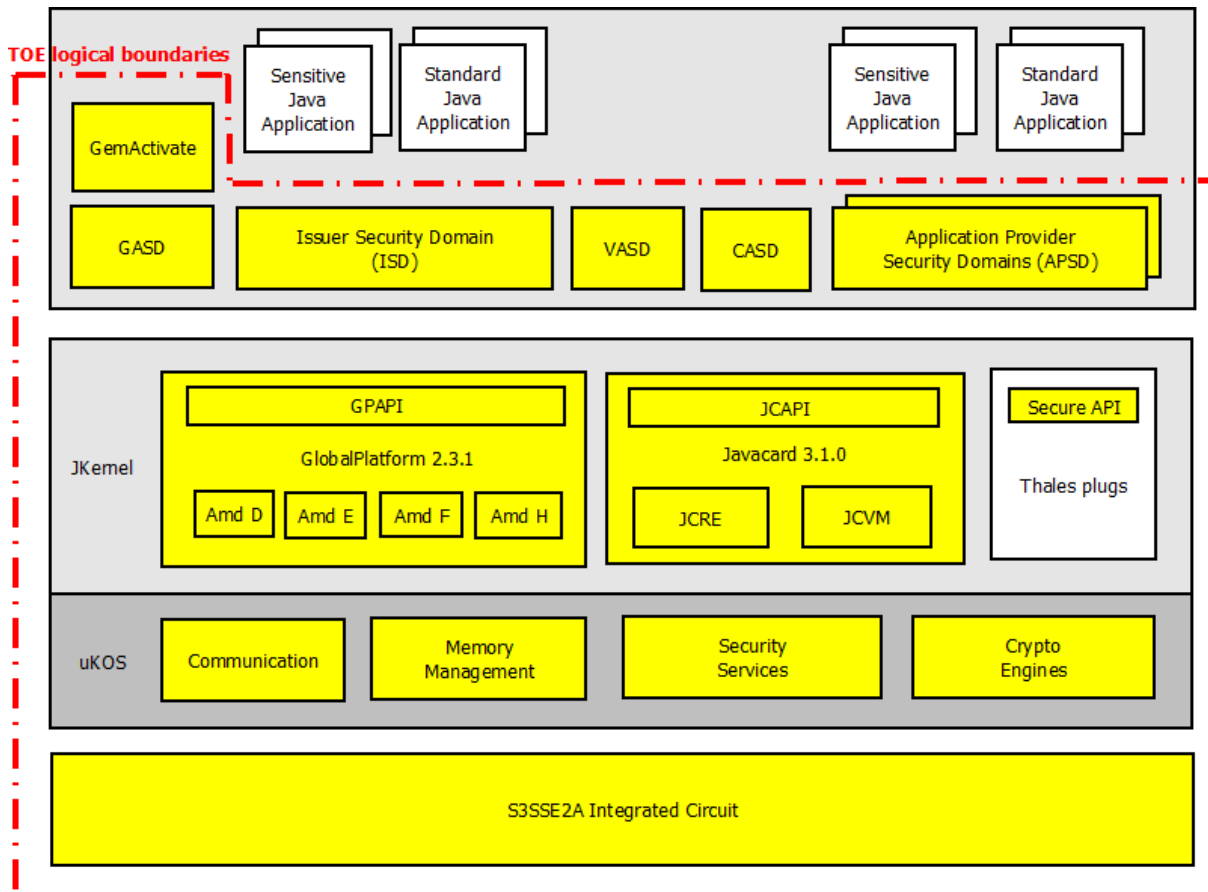 TOE logical boundaries
Sensitive
Java
Application
Standard
Java
Application
Sensitive
Java
Application
Standard
Java
Application
GemActivate
GASD
Issuer Security Domain
(ISD)
VASD
CASD
Application Provider
Security Domains (APSD)
JKernel
GPAPI
GlobalPlatform 2.3.1
Amd D
Amd E
Amd F
Amd H
JCAPI
Javacard 3.1.0
JCRE
JCVM
Secure API
Thales plugs
uKOS
Communication
Memory
Management
Security
Services
Crypto
Engines
S3SSE2A Integrated Circuit